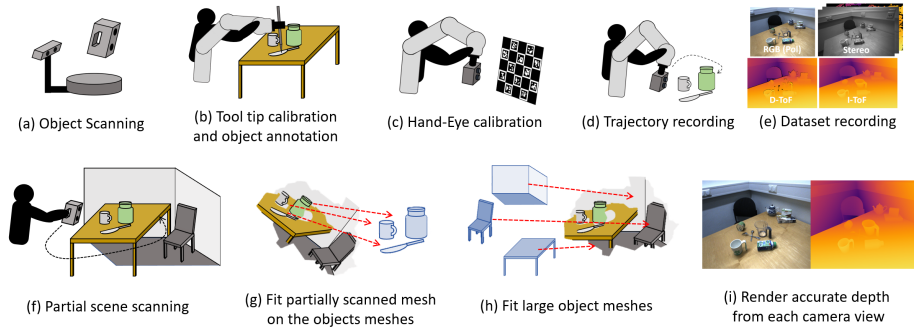 RGB (Pol)
Stereo
D-ToF
I-ToF
(a) Object Scanning
(b) Tool tip calibration
and object annotation
(c) Hand-Eye calibration
(d) Trajectory recording
(e) Dataset recording
(f) Partial scene scanning
(g) Fit partially scanned mesh
on the objects meshes
(h) Fit large object meshes
(i) Render accurate depth
from each camera view